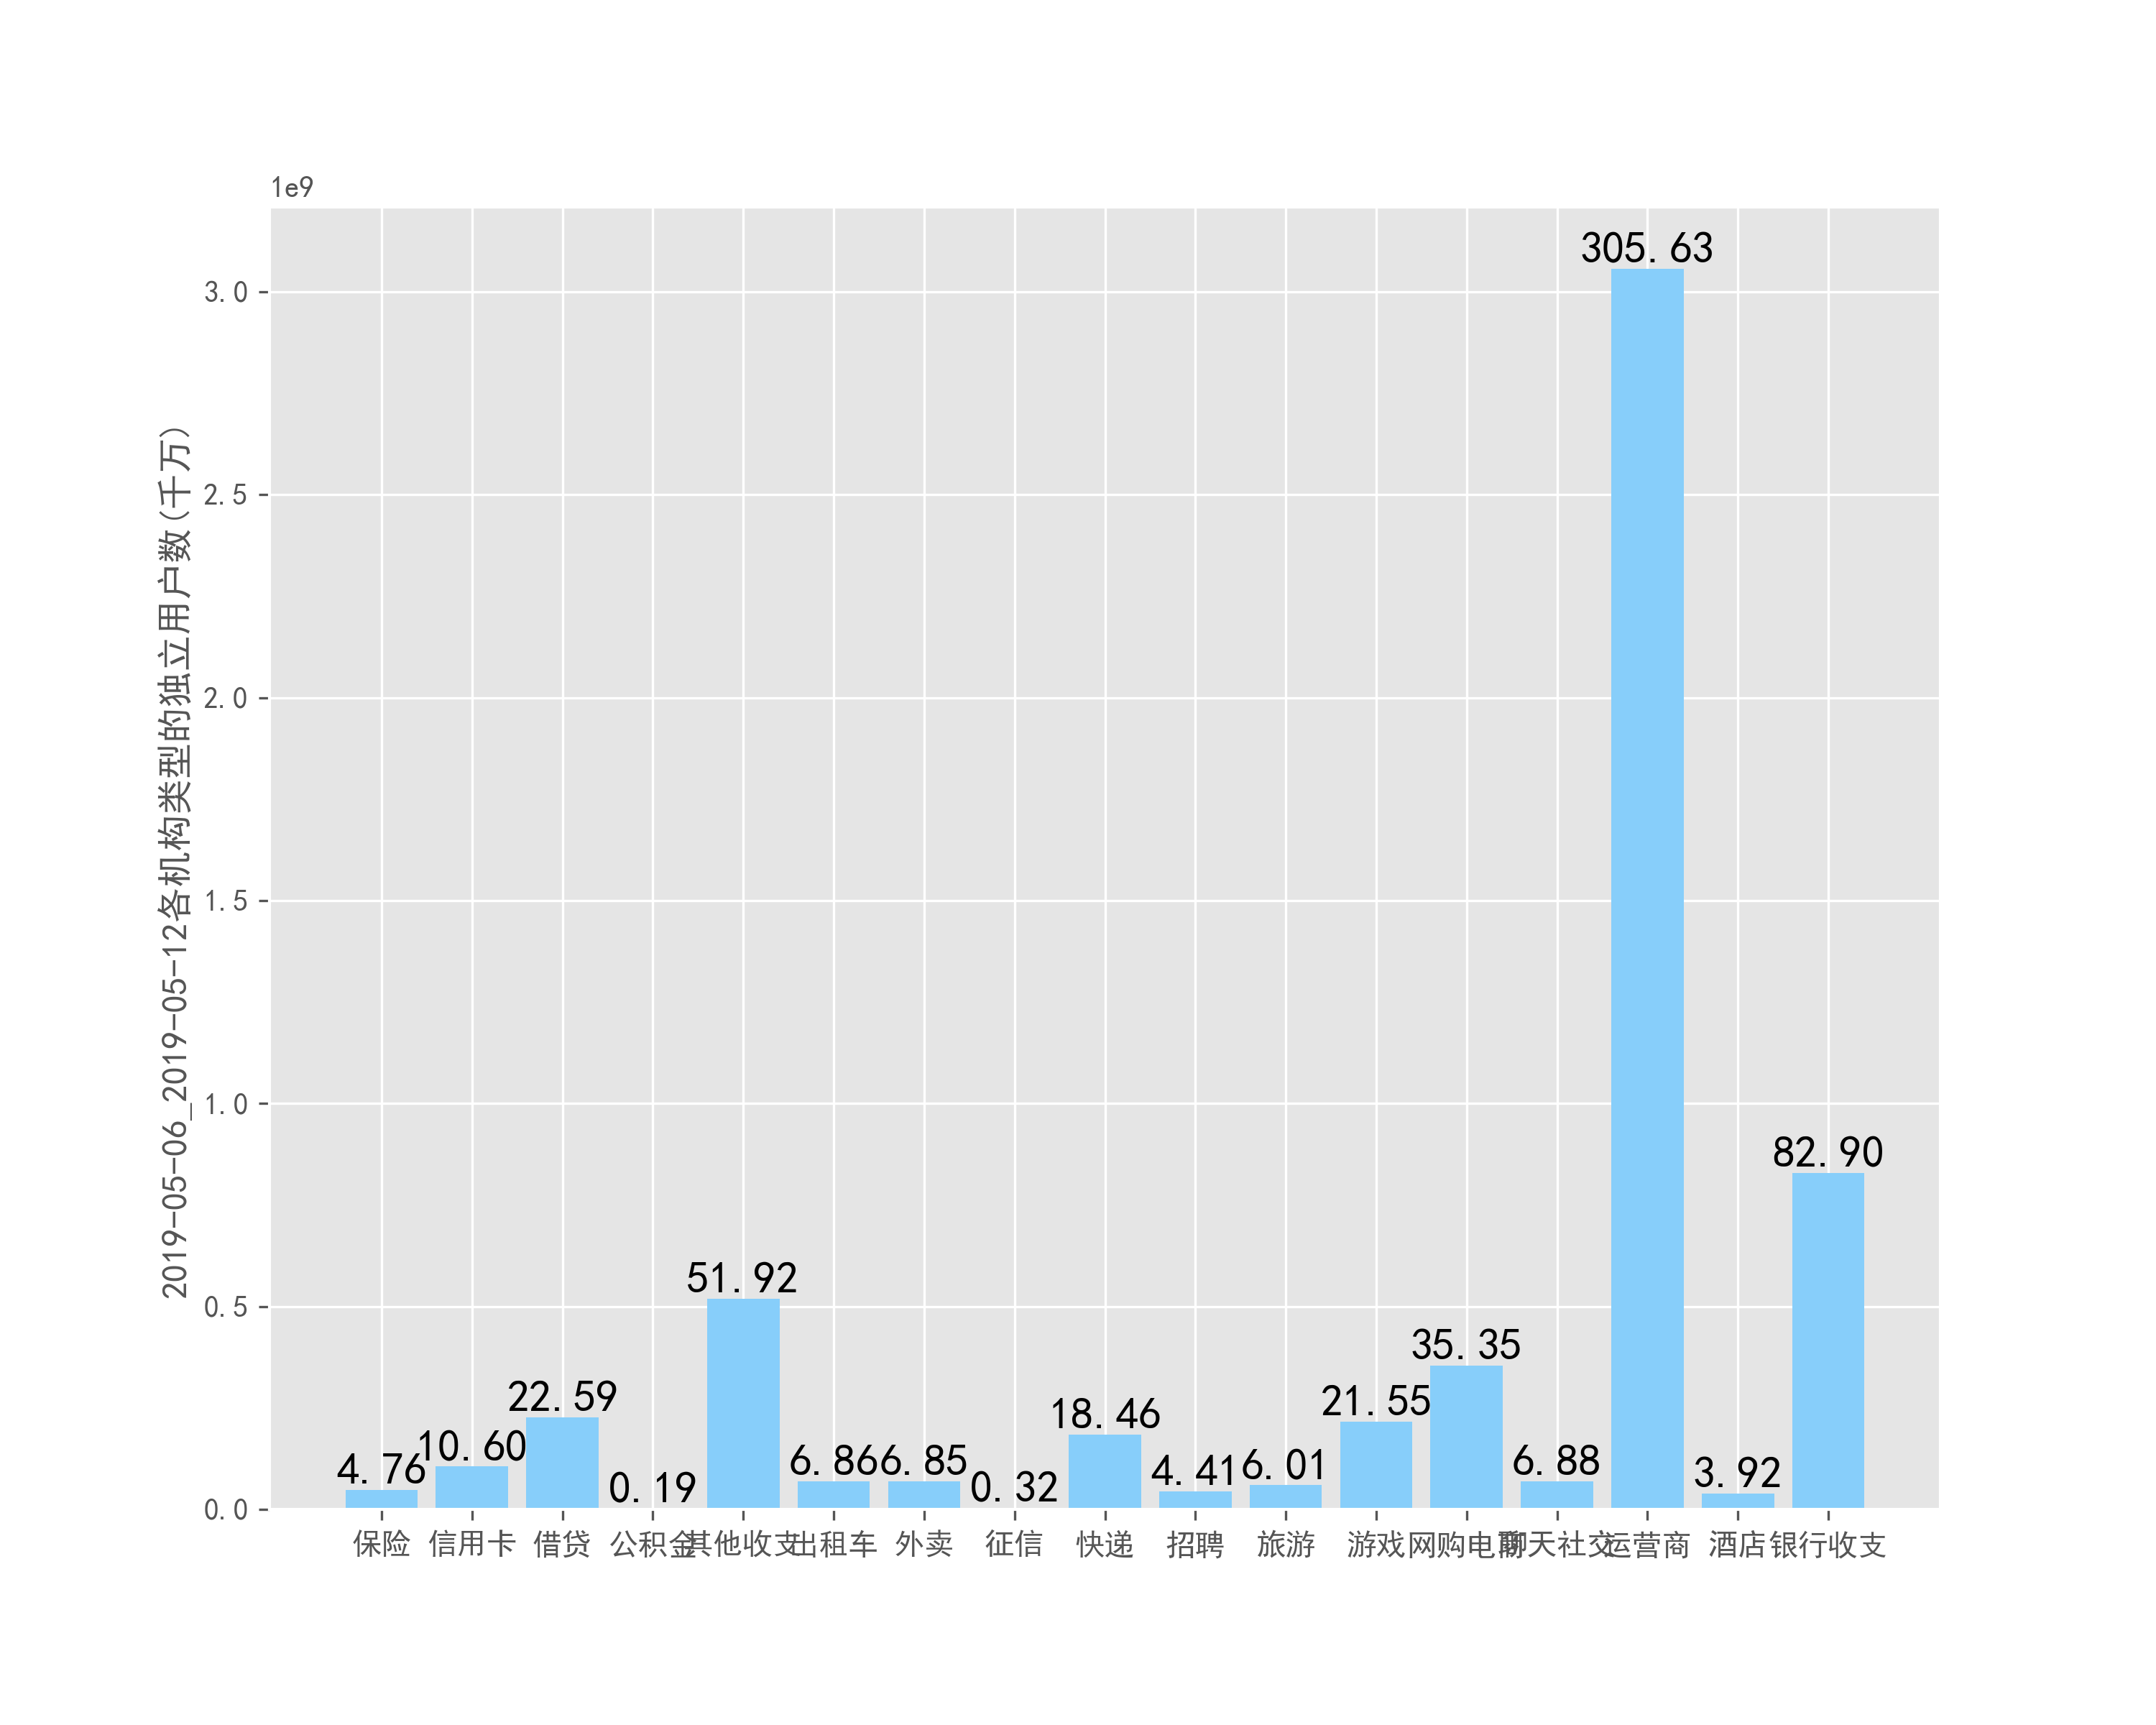 1e9
3.0
2.5
2.0
1.5
1.0
0.5
0.0
2019-05-06_2019-05-12各机构类型的独立用户数(千万)
4.76
10.60
22.59
0.19
51.92
6.86
6.85
0.32
18.46
4.41
6.01
21.55
35.35
6.88
305.63
3.92
82.90
保险
信用卡
借贷
公积金
其他收支
出租车
外卖
征信
快递
招聘
旅游
游戏
网购电商
聊天社交
运营商
酒店
银行收支